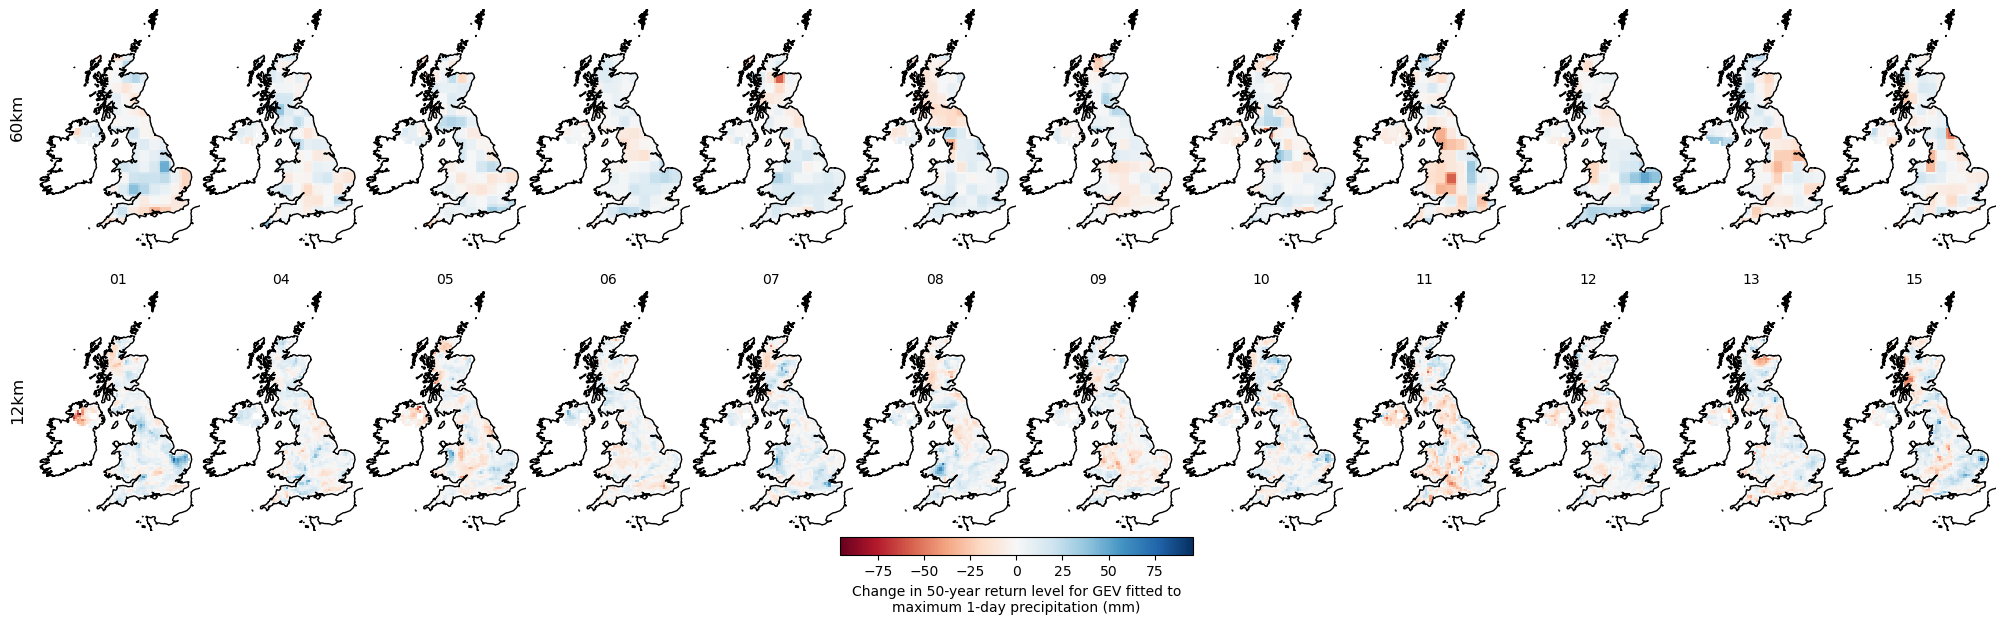 60km
01 04 05 06 07 08 09 10 11 12 13 15
12km
−75 −50 −25 0 25 50 75
Change in 50-year return level for GEV fitted to
maximum 1-day precipitation (mm)